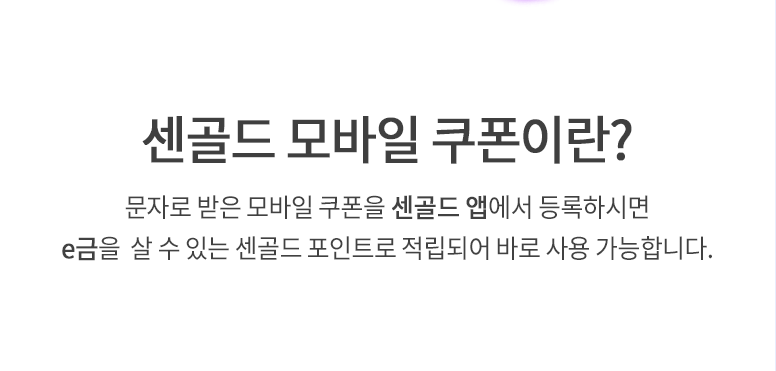 센골드 모바일 쿠폰이란?
문자로 받은 모바일 쿠폰을 센골드 앱에서 등록하시면
e금을 살 수 있는 센골드 포인트로 적립되어 바로 사용 가능합니다.